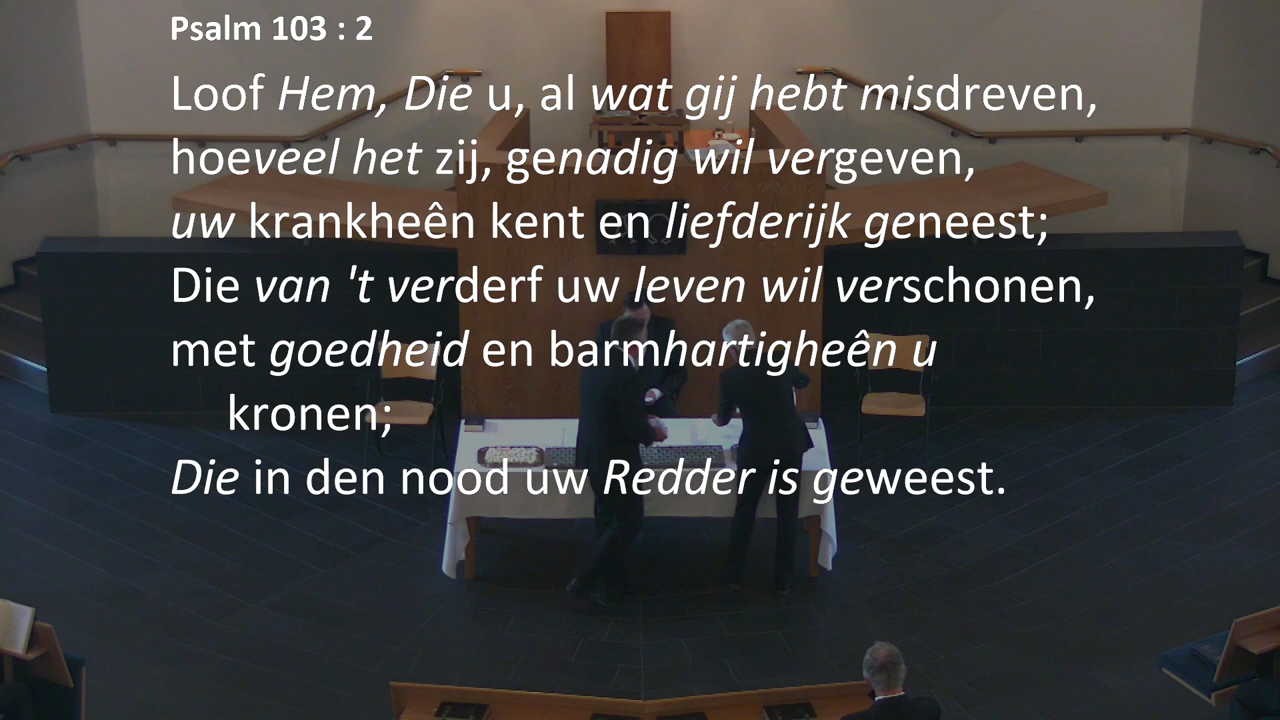 Psalm 103 : 2
Loof Hem, Die u, al wat gij hebt misdreven,
hoeveel het zij, genadig wil vergeven,
uw krankheên kent en liefderijk geneest;
Die van 't verderf uw leven wil verschonen,
met goedheid en barmhartigheên u
kronen;
Die in den nood uw Redder is geweest.